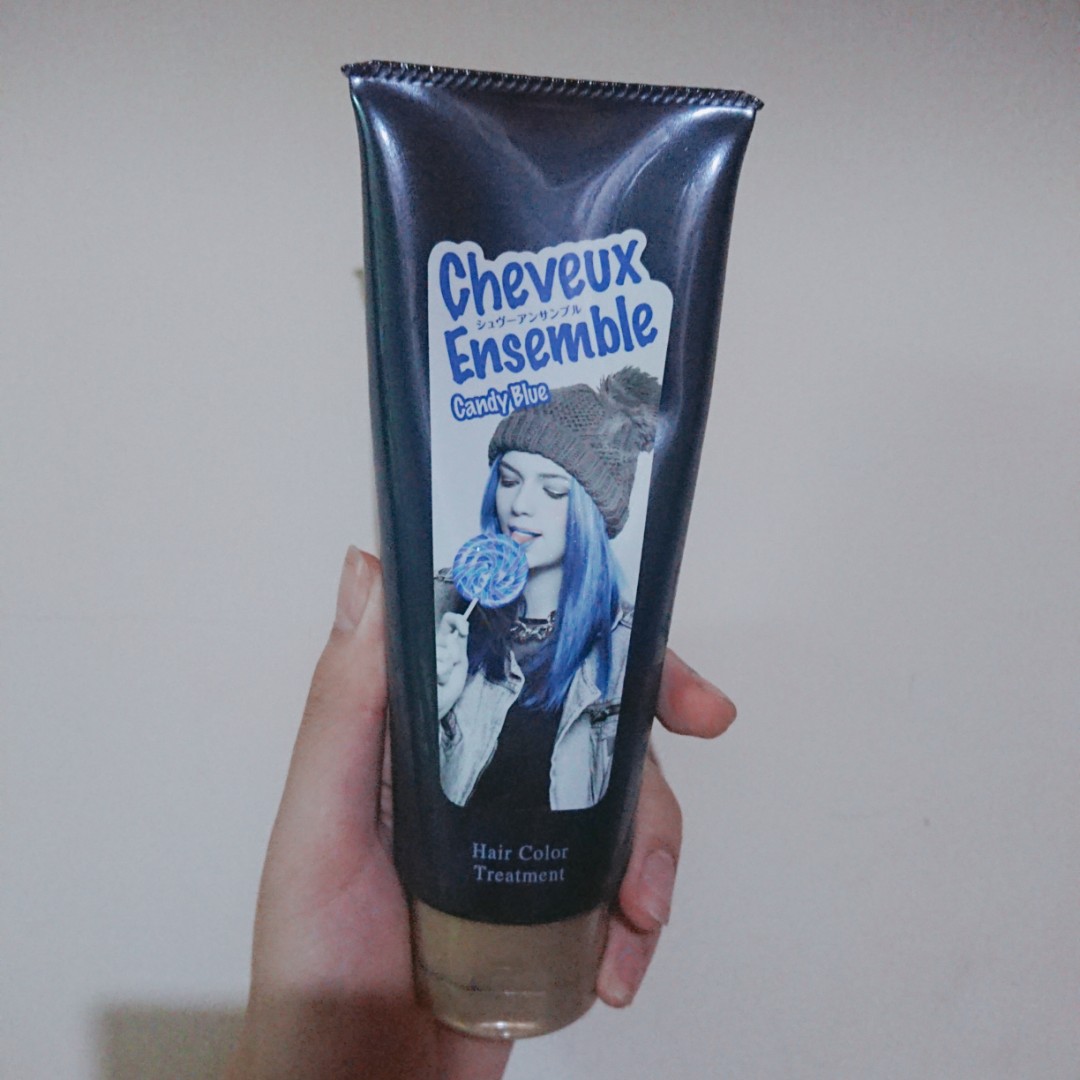 Cheveux
シュヴーアンサンブル
Ensemble
Candy Blue
Hair Color
Treatment